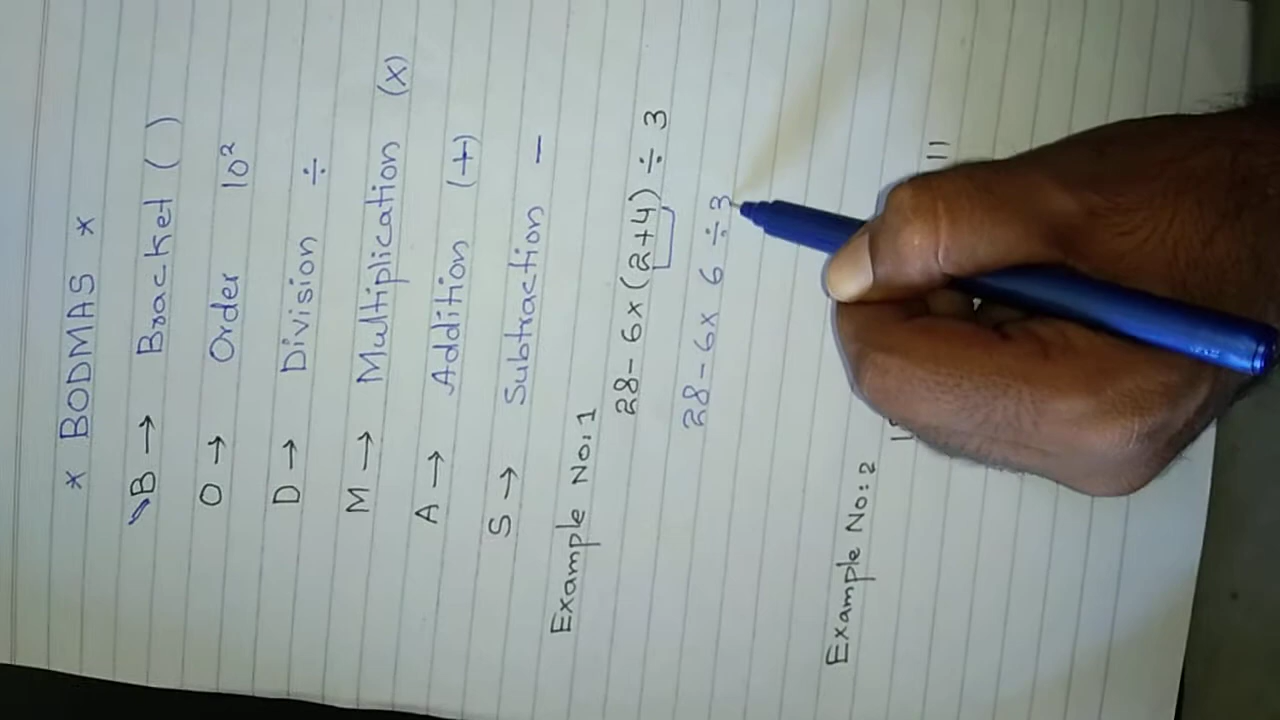 * BODMAS *
B → Bracket ( )
O → Order 10²
D → Division ÷
M → Multiplication (x)
A → Addition (+)
S → Subtraction −
Example No:1
28 − 6 x (2+4) ÷ 3
28 − 6 x 6 ÷ 3
Example No:2